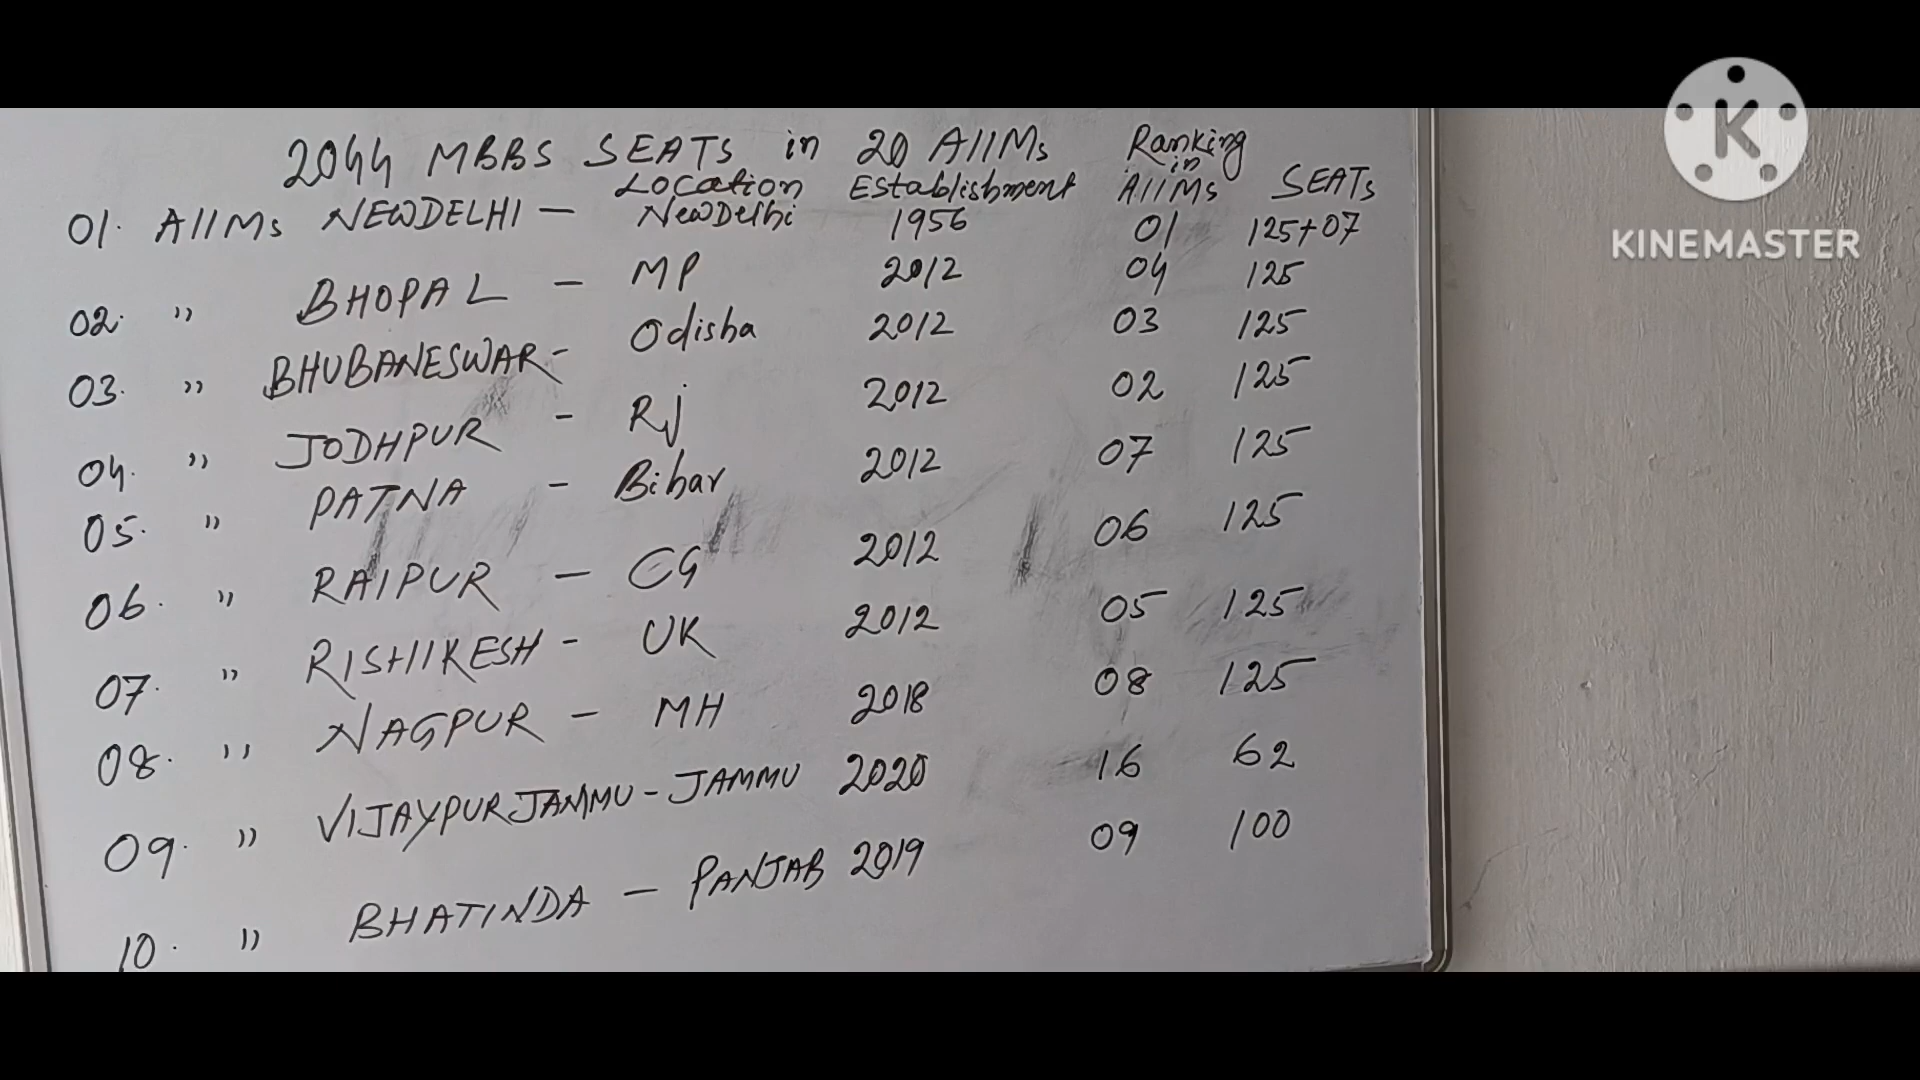 2044 MBBS SEATS in 20 AIIMs Ranking in AIIMs
Location Establishment SEATs
01. AIIMs NEWDELHI - NewDelhi 1956 01 125+07
02. " BHOPAL - MP 2012 04 125
03. " BHUBANESWAR - Odisha 2012 03 125
04. " JODHPUR - Rj 2012 02 125
05. " PATNA - Bihar 2012 07 125
06. " RAIPUR - CG 2012 06 125
07. " RISHIKESH - UK 2012 05 125
08. " NAGPUR - MH 2018 08 125
09. " VIJAYPUR JAMMU - JAMMU 2020 16 62
10. " BHATINDA - PANJAB 2019 09 100
K
KINEMASTER